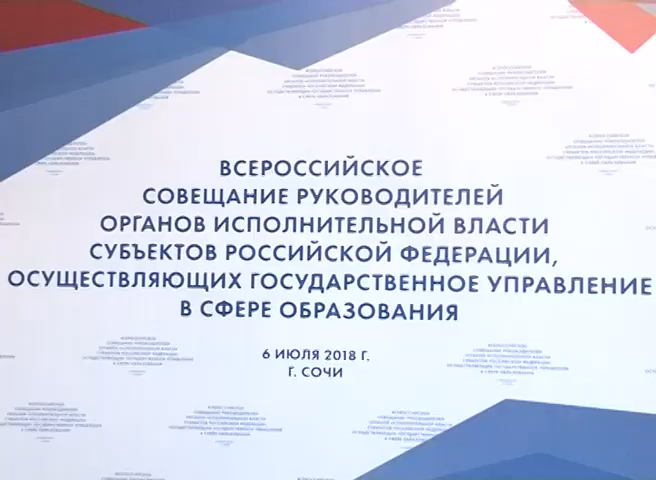 ВСЕРОССИЙСКОЕ
СОВЕЩАНИЕ РУКОВОДИТЕЛЕЙ
ОРГАНОВ ИСПОЛНИТЕЛЬНОЙ ВЛАСТИ
СУБЪЕКТОВ РОССИЙСКОЙ ФЕДЕРАЦИИ,
ОСУЩЕСТВЛЯЮЩИХ ГОСУДАРСТВЕННОЕ УПРАВЛЕНИЕ
В СФЕРЕ ОБРАЗОВАНИЯ
6 ИЮЛЯ 2018 Г.
Г. СОЧИ